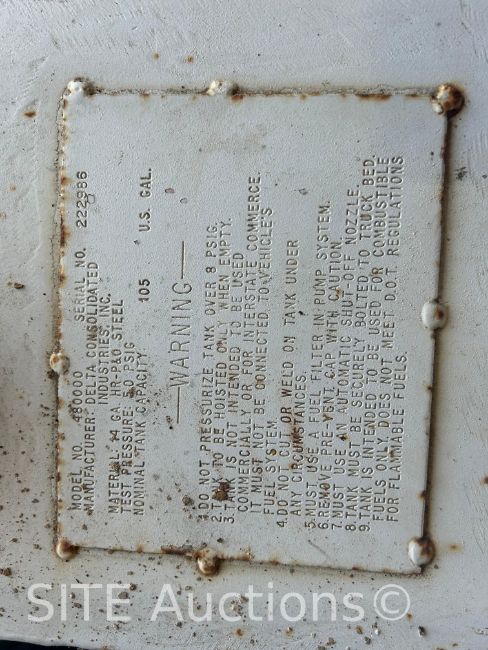 MODEL NO. 480000 SERIAL NO. 222986
MANUFACTURER: DELTA CONSOLIDATED
INDUSTRIES, INC.
MATERIAL: 14 GA. HR-P&O STEEL
TEST PRESSURE: PSIG
NOMINAL TANK CAPACITY 105 U.S. GAL.
—WARNING—
1. DO NOT PRESSURIZE TANK OVER 8 PSIG.
2. TO BE HOISTED ONLY WHEN EMPTY.
3. TANK IS NOT INTENDED TO BE USED
COMMERCIALLY OR FOR INTERSTATE COMMERCE.
IT MUST NOT BE CONNECTED TO VEHICLE'S
FUEL SYSTEM
4. DO NOT CUT OR WELD ON TANK UNDER
ANY CIRCUMSTANCES.
5. MUST USE A FUEL FILTER IN PUMP SYSTEM.
6. REMOVE PRE-VENT CAP WITH CAUTION.
7. MUST USE AN AUTOMATIC SHUT OFF NOZZLE.
8. TANK MUST BE SECURELY BOLTED TO TRUCK BED.
9. TANK IS INTENDED TO BE USED FOR COMBUSTIBLE
FUELS ONLY. DOES NOT MEET D.O.T. REGULATIONS
FOR FLAMMABLE FUELS.
SITE Auctions©